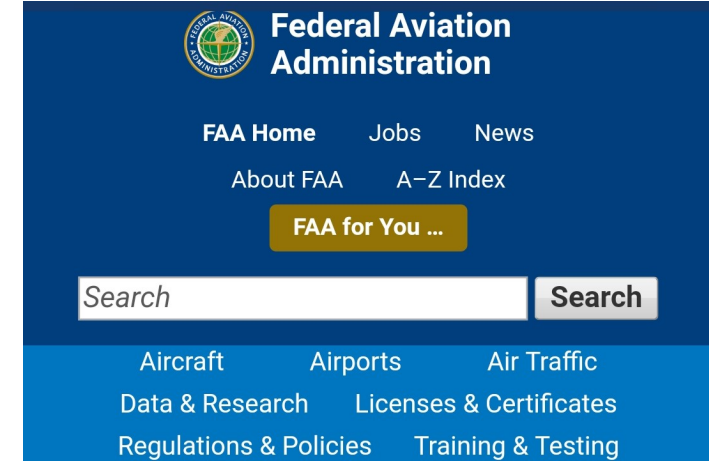 Federal Aviation
Administration
FAA Home Jobs News
About FAA A–Z Index
FAA for You ...
Search Search
Aircraft Airports Air Traffic
Data & Research Licenses & Certificates
Regulations & Policies Training & Testing